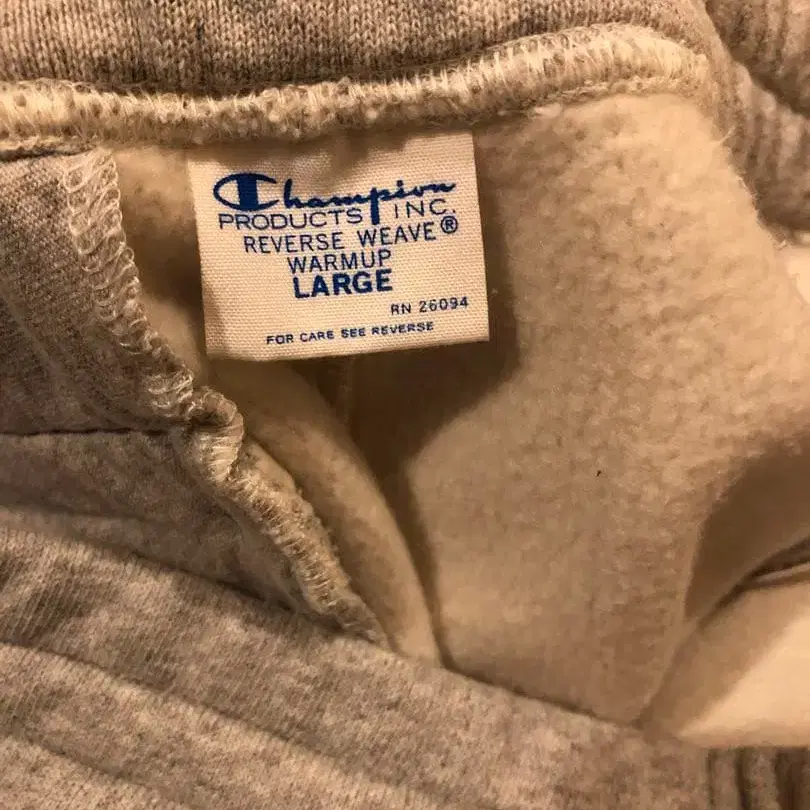 Champion
PRODUCTS INC.
REVERSE WEAVE®
WARMUP
LARGE
RN 26094
FOR CARE SEE REVERSE